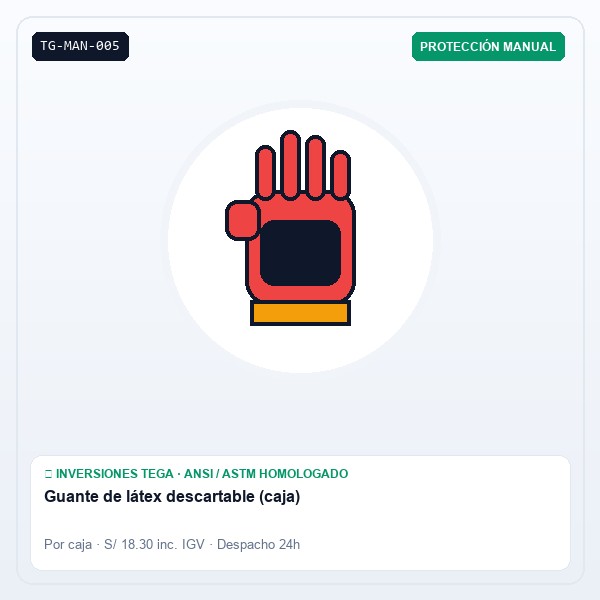 TG-MAN-005
PROTECCIÓN MANUAL
INVERSIONES TEGA · ANSI / ASTM HOMOLOGADO
Guante de látex descartable (caja)
Por caja · S/ 18.30 inc. IGV · Despacho 24h